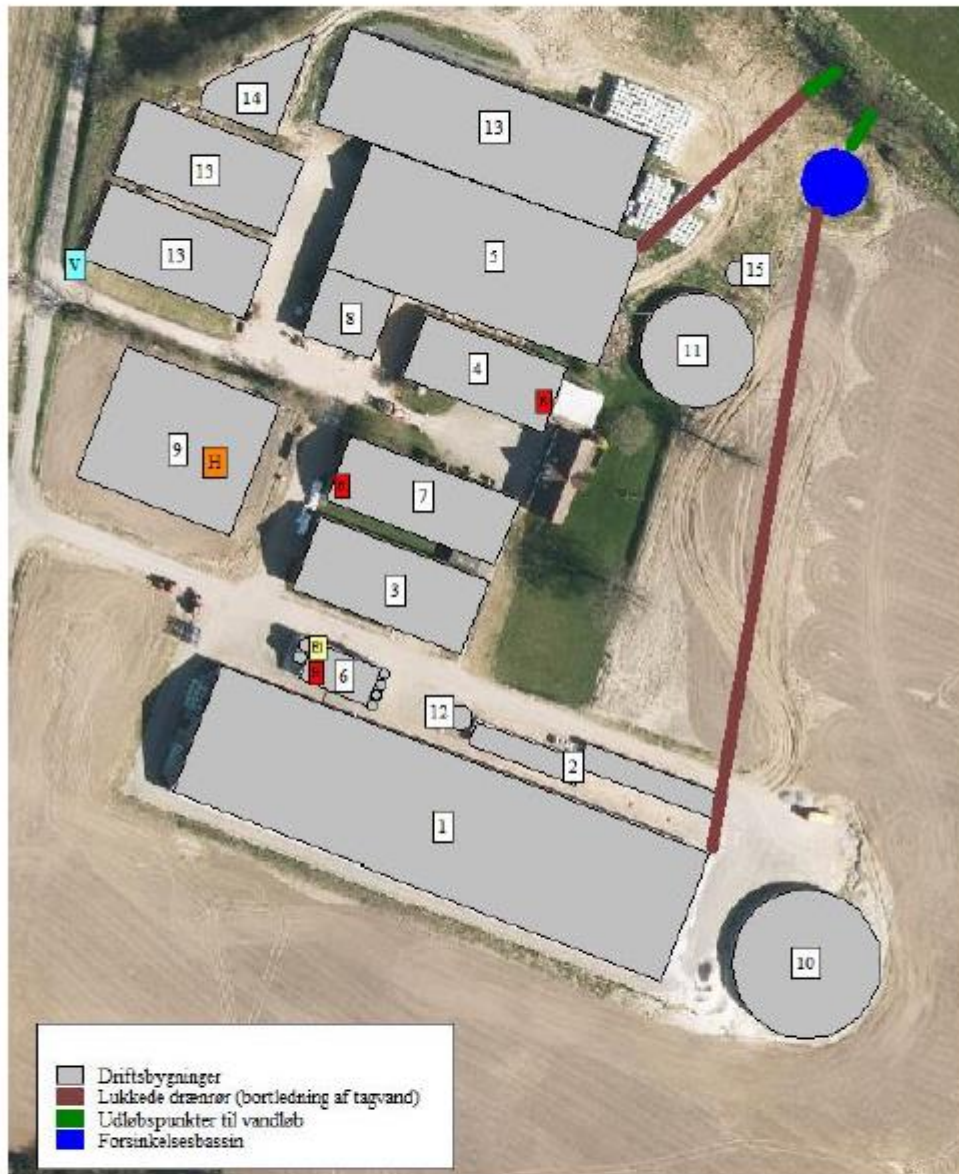 14
13
13
13
5
V
15
8
11
4
9
H
7
3
6
12
2
1
10
Driftsbygninger
Lukkede drænrør (bortledning af tagvand)
Udløbspunkter til vandløb
Forsinkelsesbassin